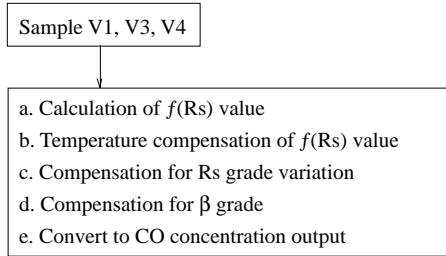 Sample V1, V3, V4
a. Calculation of ƒ(Rs) value
b. Temperature compensation of ƒ(Rs) value
c. Compensation for Rs grade variation
d. Compensation for β grade
e. Convert to CO concentration output